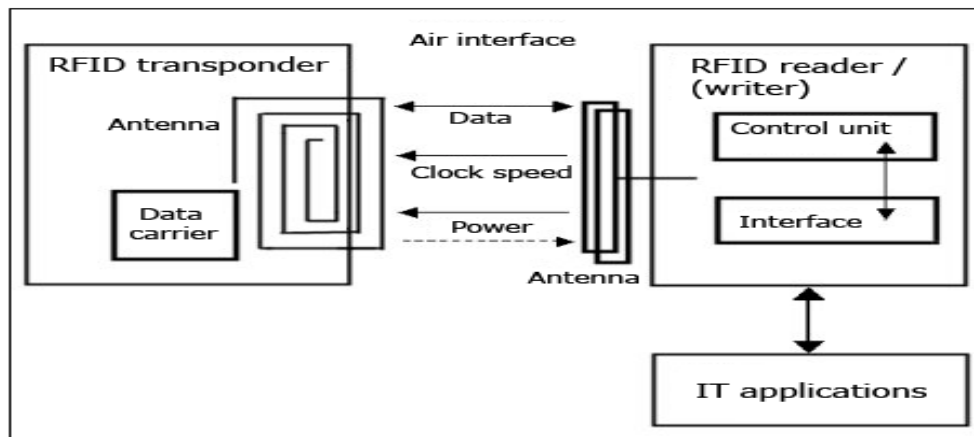 Air interface
RFID transponder
Antenna
Data
carrier
Data
Clock speed
Power
Antenna
RFID reader /
(writer)
Control unit
Interface
IT applications